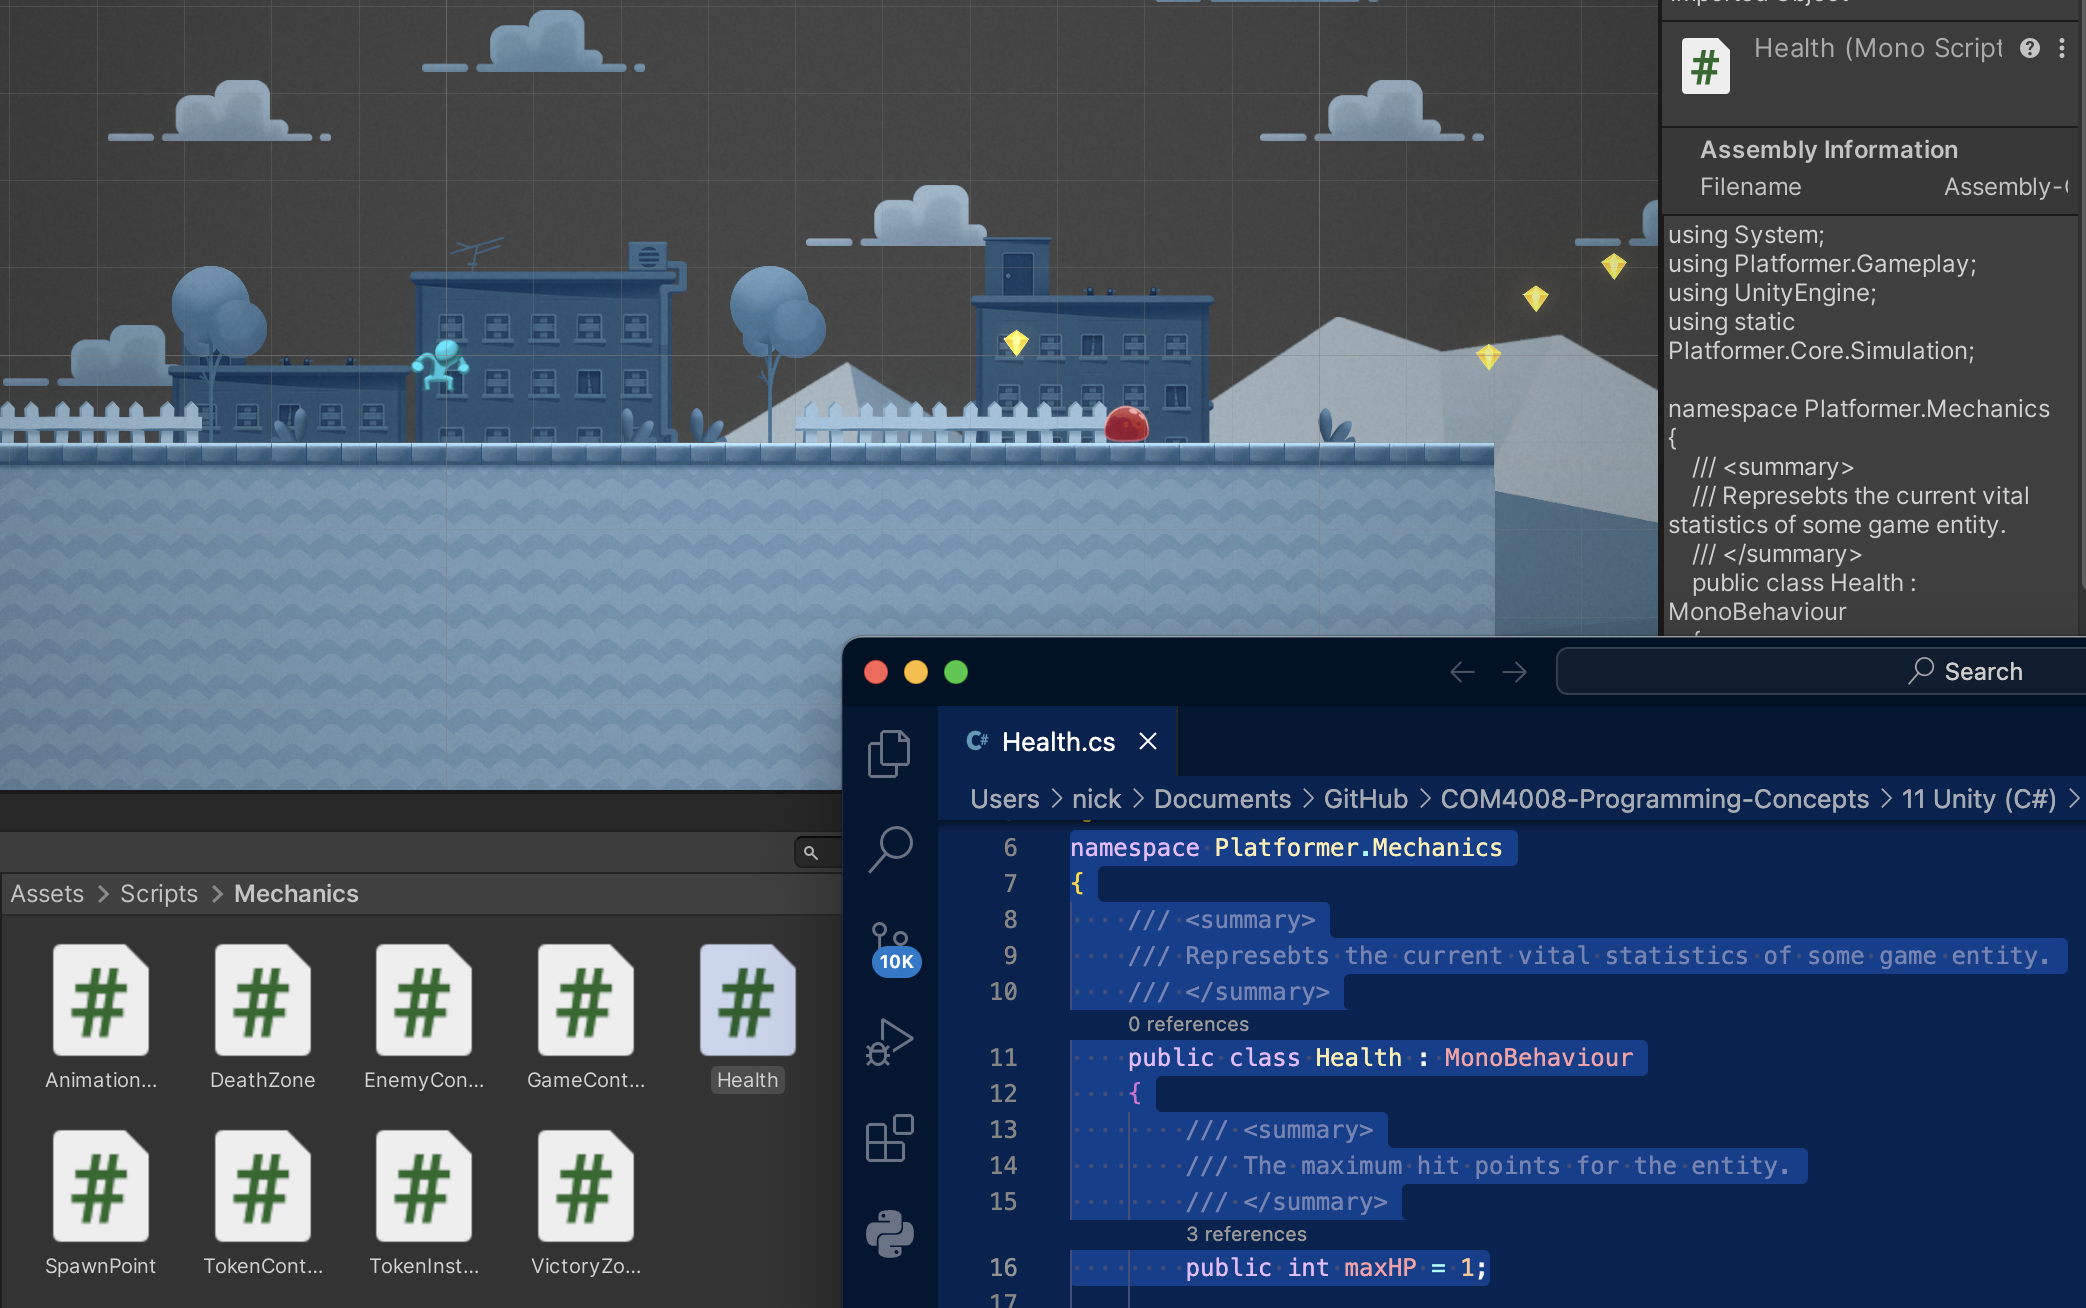 Health (Mono Script
Assembly Information
Filename Assembly-
using System;
using Platformer.Gameplay;
using UnityEngine;
using static
Platformer.Core.Simulation;
namespace Platformer.Mechanics
{
/// <summary>
/// Represebts the current vital
statistics of some game entity.
/// </summary>
public class Health :
MonoBehaviour
Search
C# Health.cs
Users > nick > Documents > GitHub > COM4008-Programming-Concepts > 11 Unity (C#) >
6 namespace Platformer.Mechanics
7 {
8 /// <summary>
9 /// Represebts the current vital statistics of some game entity.
10 /// </summary>
0 references
11 public class Health : MonoBehaviour
12 {
13 /// <summary>
14 /// The maximum hit points for the entity.
15 /// </summary>
3 references
16 public int maxHP = 1;
17
10K
Assets > Scripts > Mechanics
# # # # #
Animation... DeathZone EnemyCon... GameCont... Health
# # # #
SpawnPoint TokenCont... TokenInst... VictoryZo...